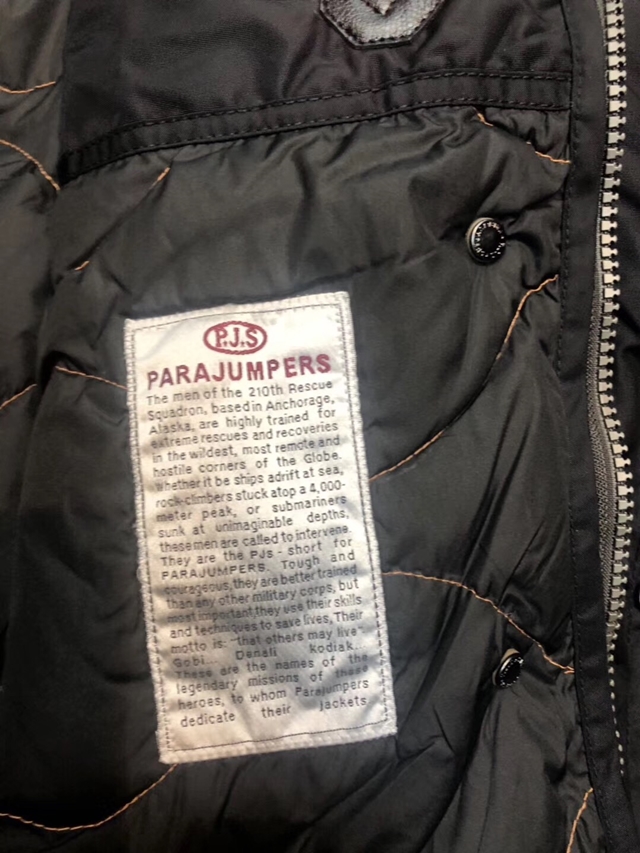 P.J.S
PARAJUMPERS
The men of the 210th Rescue
Squadron, based in Anchorage,
Alaska, are highly trained for
extreme rescues and recoveries
in the wildest, most remote and
hostile corners of the Globe.
Whether it be ships adrift at sea,
rock-climbers stuck atop a 4,000-
meter peak, or submariners
sunk at unimaginable depths,
these men are called to intervene.
They are the PJs - short for
PARAJUMPERS. Tough and
courageous, they are better trained
than any other military corps, but
most important they use their skills
and techniques to save lives, Their
motto is: "that others may live"
Gobi... Denali Kodiak...
These are the names of the
legendary missions of these
heroes, to whom Parajumpers
dedicate their jackets